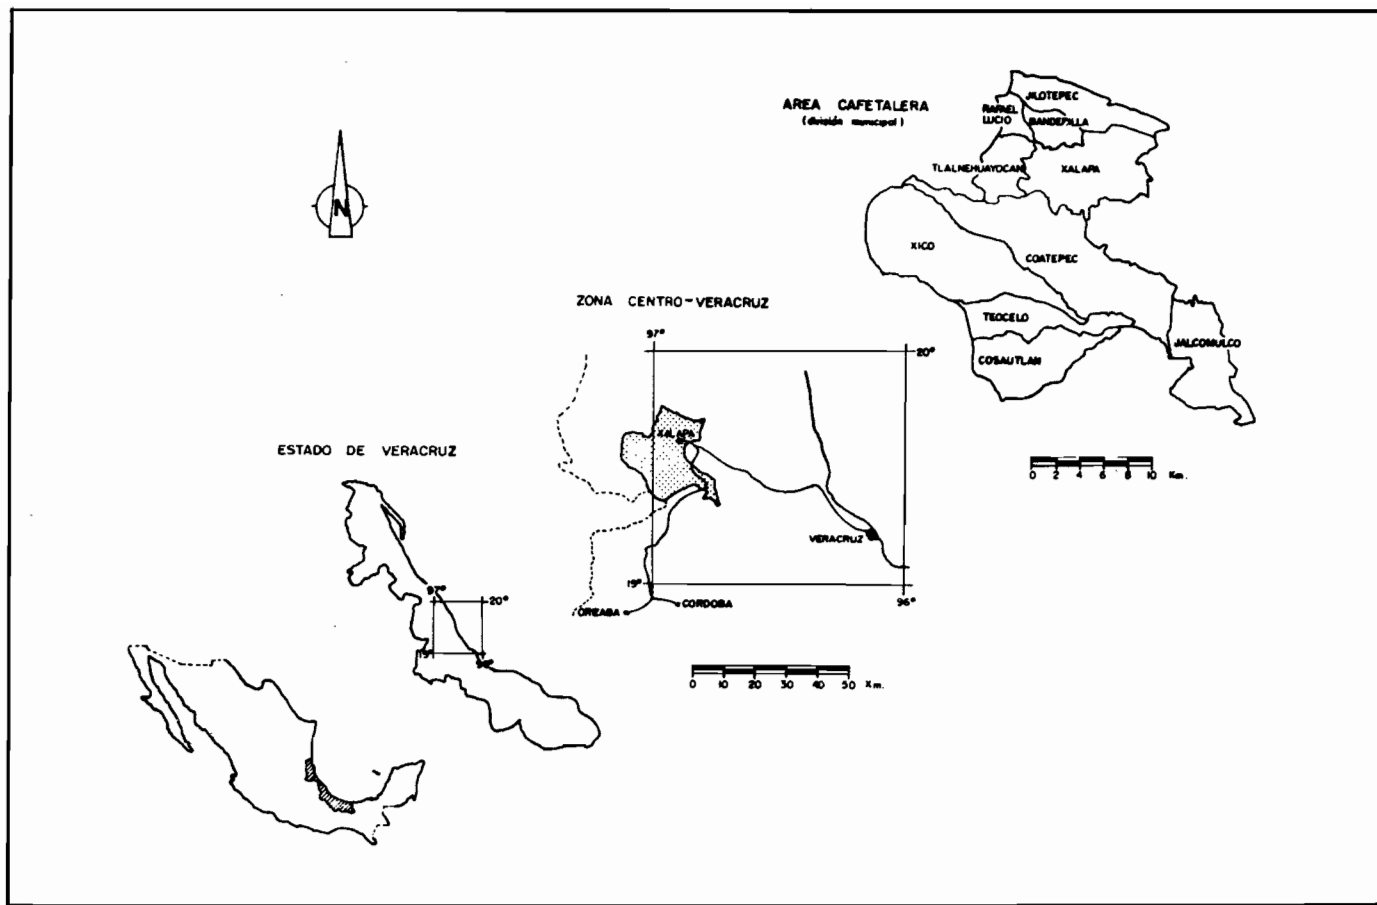 AREA CAFETALERA
(división municipal)
JILOTEPEC
RAFAEL
LUCIO
BANDERILLA
TLALNEHUAYOCAN
XALAPA
XICO
COATEPEC
TEOCELO
COSAUTLAN
JALCOMULCO
0 2 4 6 8 10 Km.
N
ZONA CENTRO-VERACRUZ
97°
20°
XALAPA
VERACRUZ
19°
96°
ORIZABA
CORDOBA
0 10 20 30 40 50 Km.
ESTADO DE VERACRUZ
97°
20°
19°
96°